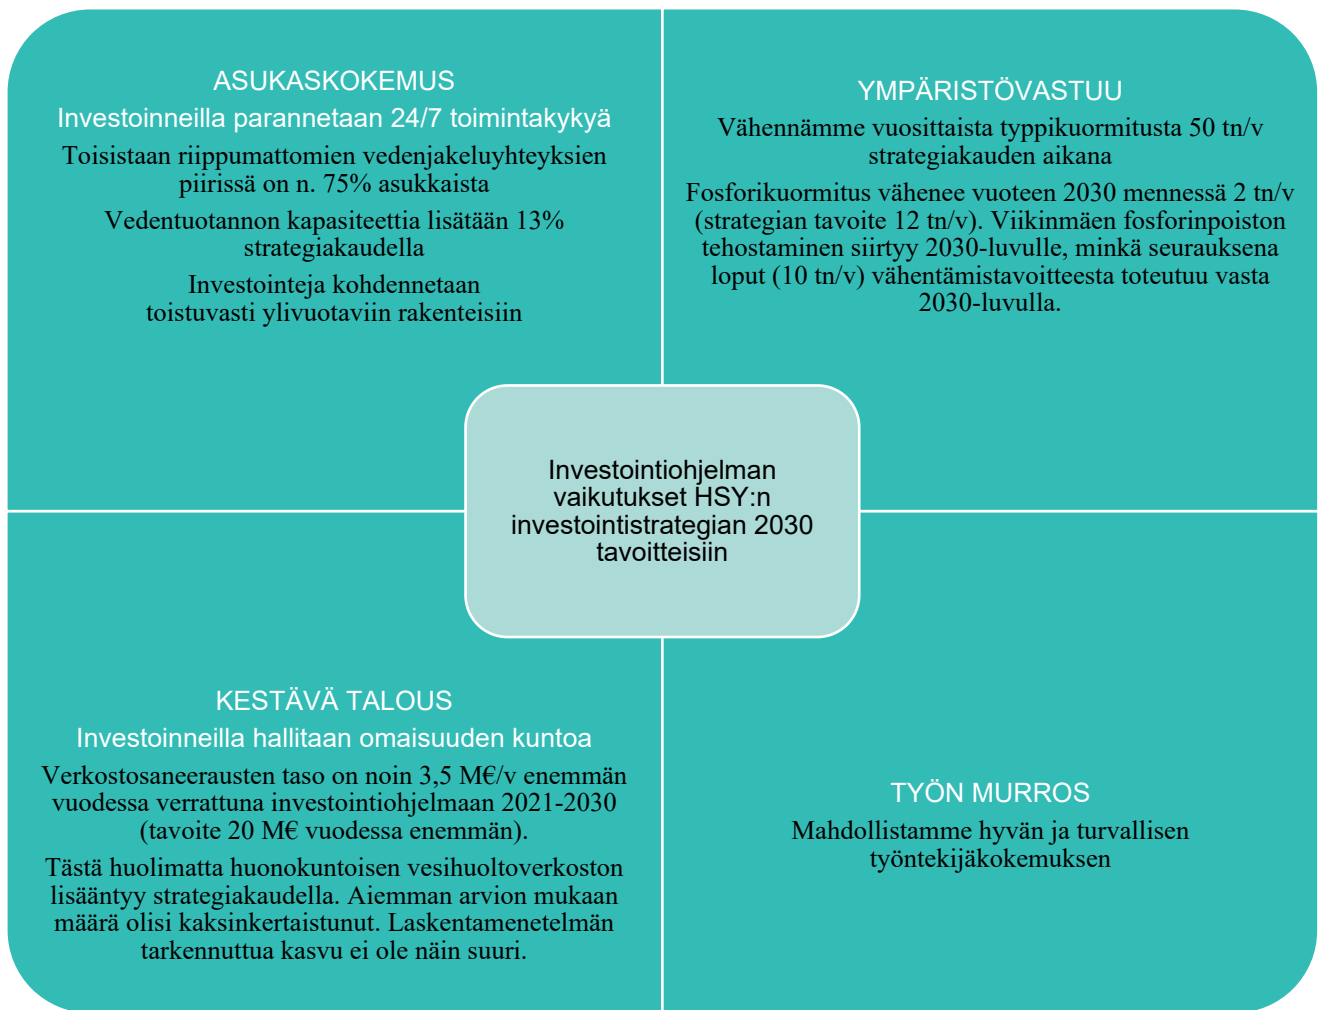 ASUKASKOKEMUS
Investoinneilla parannetaan 24/7 toimintakykyä
Toisistaan riippumattomien vedenjakeluyhteyksien
piirissä on n. 75% asukkaista
Vedentuotannon kapasiteettia lisätään 13%
strategiakaudella
Investointeja kohdennetaan
toistuvasti ylivuotaviin rakenteisiin
YMPÄRISTÖVASTUU
Vähennämme vuosittaista typpikuormitusta 50 tn/v
strategiakauden aikana
Fosforikuormitus vähenee vuoteen 2030 mennessä 2 tn/v
(strategian tavoite 12 tn/v). Viikinmäen fosforinpoiston
tehostaminen siirtyy 2030-luvulle, minkä seurauksena
loput (10 tn/v) vähentämistavoitteesta toteutuu vasta
2030-luvulla.
Investointiohjelman
vaikutukset HSY:n
investointistrategian 2030
tavoitteisiin
KESTÄVÄ TALOUS
Investoinneilla hallitaan omaisuuden kuntoa
Verkostosaneerausten taso on noin 3,5 M€/v enemmän
vuodessa verrattuna investointiohjelmaan 2021-2030
(tavoite 20 M€ vuodessa enemmän).
Tästä huolimatta huonokuntoisen vesihuoltoverkoston
lisääntyy strategiakaudella. Aiemman arvion mukaan
määrä olisi kaksinkertaistunut. Laskentamenetelmän
tarkennuttua kasvu ei ole näin suuri.
TYÖN MURROS
Mahdollistamme hyvän ja turvallisen
työntekijäkokemuksen